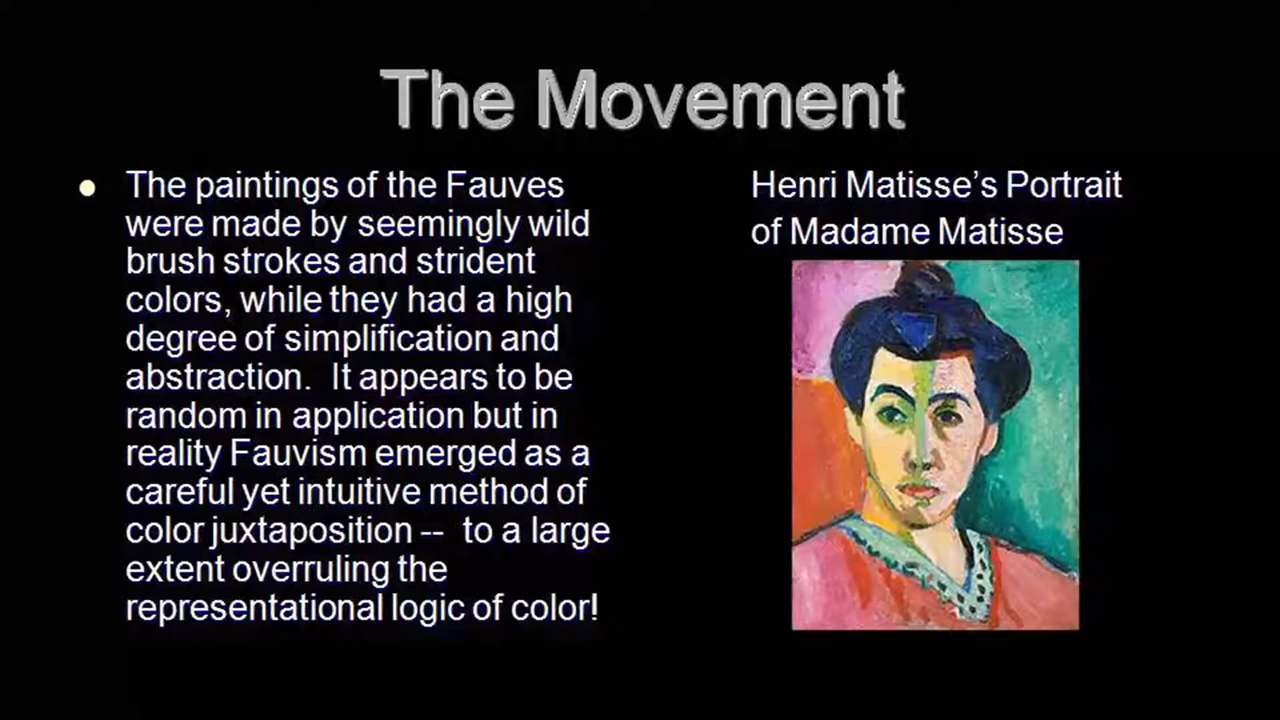 The Movement
The paintings of the Fauves
were made by seemingly wild
brush strokes and strident
colors, while they had a high
degree of simplification and
abstraction.  It appears to be
random in application but in
reality Fauvism emerged as a
careful yet intuitive method of
color juxtaposition --  to a large
extent overruling the
representational logic of color!
Henri Matisse’s Portrait
of Madame Matisse